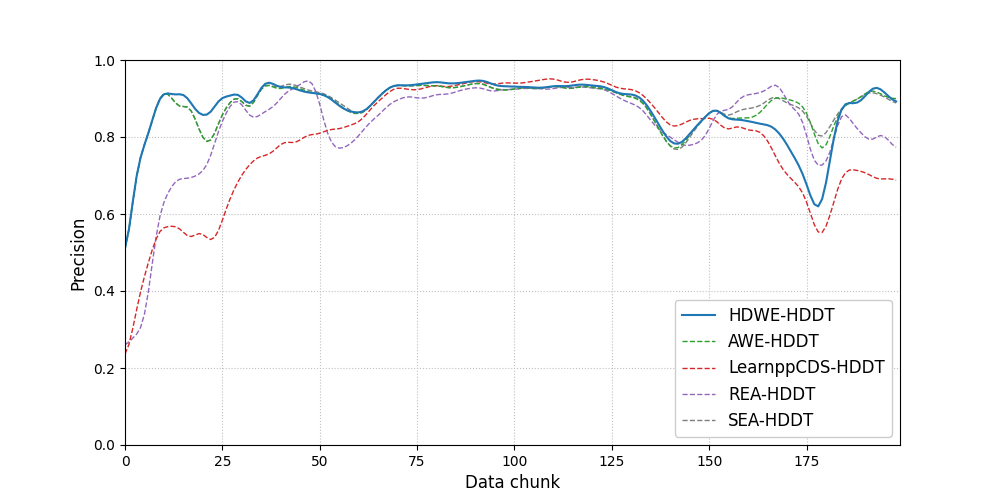 1.0
0.8
0.6
0.4
0.2
0.0
Precision
0 25 50 75 100 125 150 175
Data chunk
HDWE-HDDT
AWE-HDDT
LearnppCDS-HDDT
REA-HDDT
SEA-HDDT